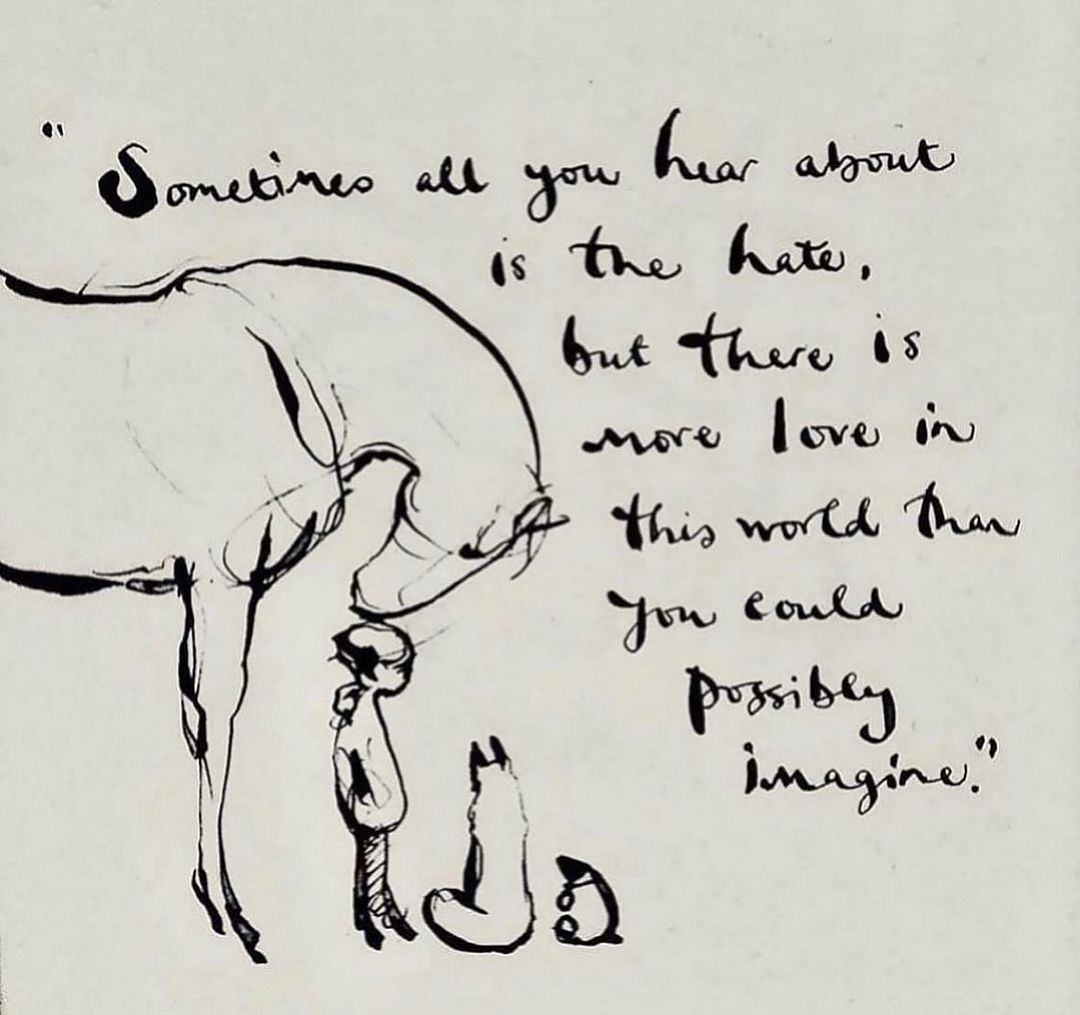 "Sometimes all you hear about
is the hate,
but there is
more love in
this world than
you could
possibly
imagine."